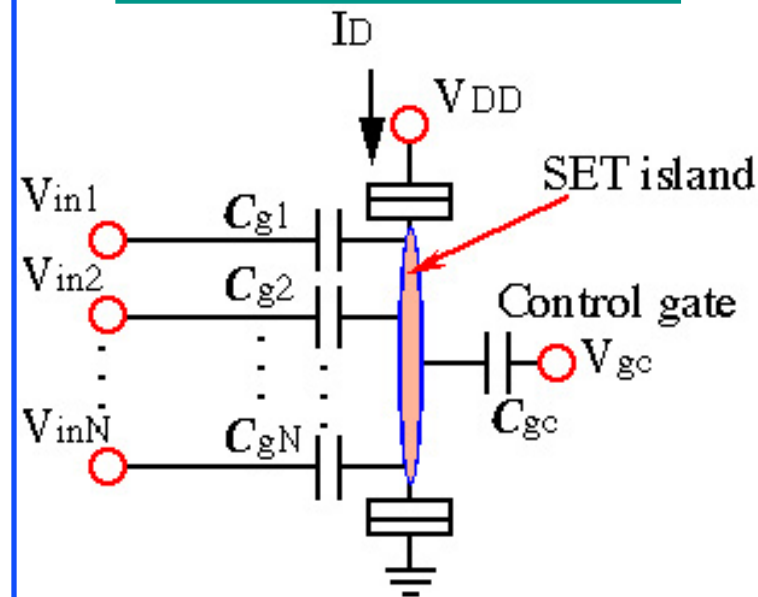 ID
VDD
SET island
Vin1
Cg1
Vin2
Cg2
Control gate
Vgc
Cgc
VinN
CgN